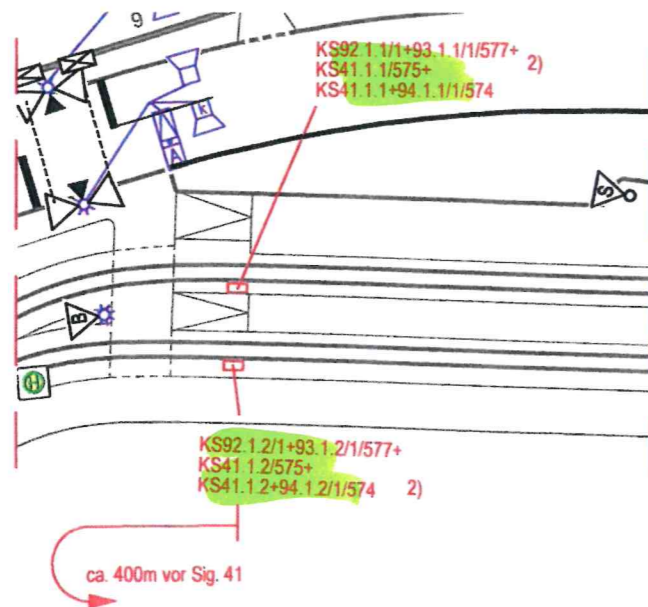 9
KS92.1.1/1+93.1.1/1/577+
KS41.1.1/575+ 2)
KS41.1.1+94.1.1/1/574
K
A
S
B
H
KS92.1.2/1+93.1.2/1/577+
KS41.1.2/575+
KS41.1.2+94.1.2/1/574 2)
ca. 400m vor Sig. 41